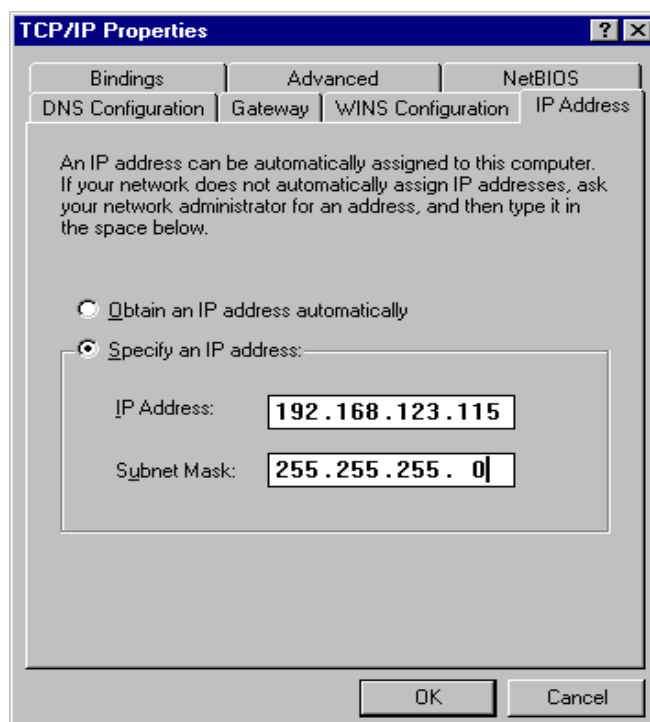 TCP/IP Properties
Bindings Advanced NetBIOS
DNS Configuration Gateway WINS Configuration IP Address
An IP address can be automatically assigned to this computer.
If your network does not automatically assign IP addresses, ask
your network administrator for an address, and then type it in
the space below.
Obtain an IP address automatically
Specify an IP address:
IP Address: 192.168.123.115
Subnet Mask: 255.255.255. 0
OK Cancel